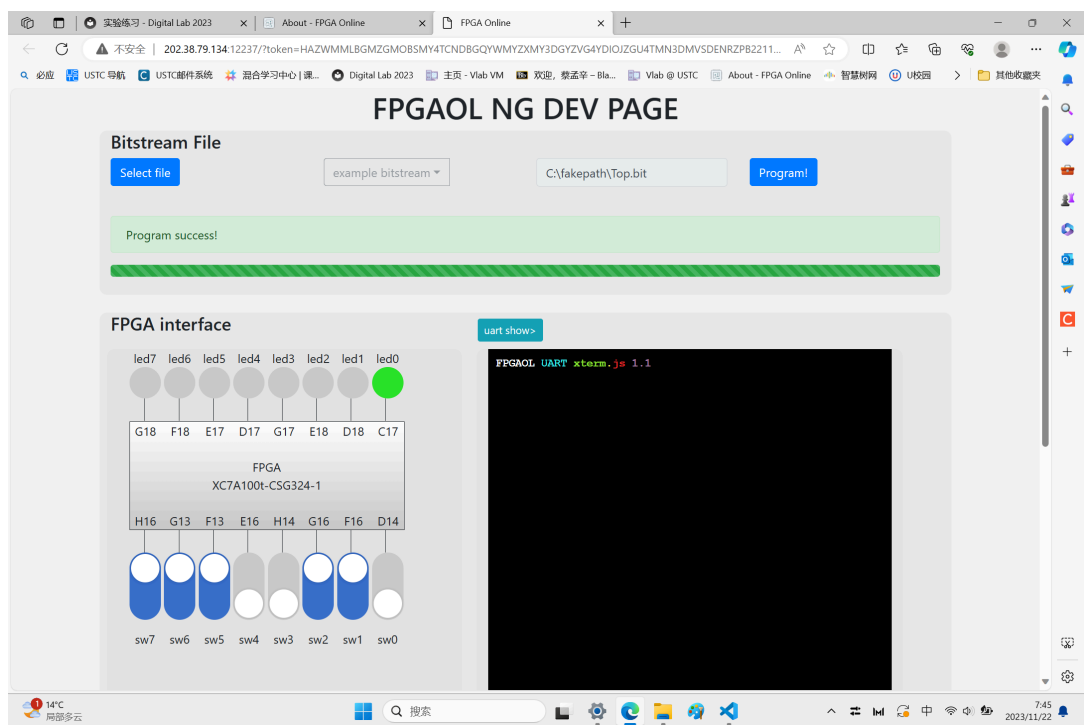 实验练习 - Digital Lab 2023
About - FPGA Online
FPGA Online
不安全 | 202.38.79.134:12237/?token=HAZWMMLBGMZGMOBSMY4TCNDBGQYWMYZXMY3DGYZVG4YDIOJZGU4TMN3DMVSDENRZPB2211...
必应 USTC 导航 USTC邮件系统 混合学习中心 | 课... Digital Lab 2023 主页 - Vlab VM 欢迎, 蔡孟辛 – Bla... Vlab @ USTC About - FPGA Online 智慧树网 U校园 其他收藏夹
FPGAOL NG DEV PAGE
Bitstream File
Select file example bitstream C:\fakepath\Top.bit Program!
Program success!
FPGA interface
uart show>
FPGAOL UART xterm.js 1.1
led7 led6 led5 led4 led3 led2 led1 led0
G18 F18 E17 D17 G17 E18 D18 C17
FPGA
XC7A100t-CSG324-1
H16 G13 F13 E16 H14 G16 F16 D14
sw7 sw6 sw5 sw4 sw3 sw2 sw1 sw0
1
14°C
局部多云
搜索
中
7:45
2023/11/22